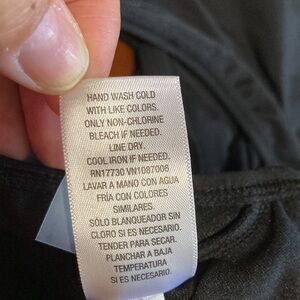 HAND WASH COLD
WITH LIKE COLORS.
ONLY NON-CHLORINE
BLEACH IF NEEDED.
LINE DRY.
COOL IRON IF NEEDED.
RN17730 VN1087006
LAVAR A MANO CON AGUA
FRÍA CON COLORES
SIMILARES.
SÓLO BLANQUEADOR SIN
CLORO SI ES NECESARIO.
TENDER PARA SECAR.
PLANCHAR A BAJA
TEMPERATURA
SI ES NECESARIO.